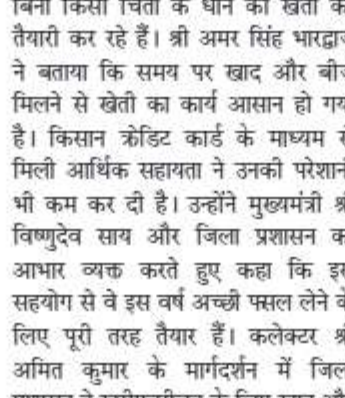 बिना किसी चिंता के धान की खेती की
तैयारी कर रहे हैं। श्री अमर सिंह भारद्वाज
ने बताया कि समय पर खाद और बीज
मिलने से खेती का कार्य आसान हो गया
है। किसान क्रेडिट कार्ड के माध्यम से
मिली आर्थिक सहायता ने उनकी परेशानी
भी कम कर दी है। उन्होंने मुख्यमंत्री श्री
विष्णुदेव साय और जिला प्रशासन का
आभार व्यक्त करते हुए कहा कि इस
सहयोग से वे इस वर्ष अच्छी फसल लेने के
लिए पूरी तरह तैयार हैं। कलेक्टर श्री
अमित कुमार के मार्गदर्शन में जिला